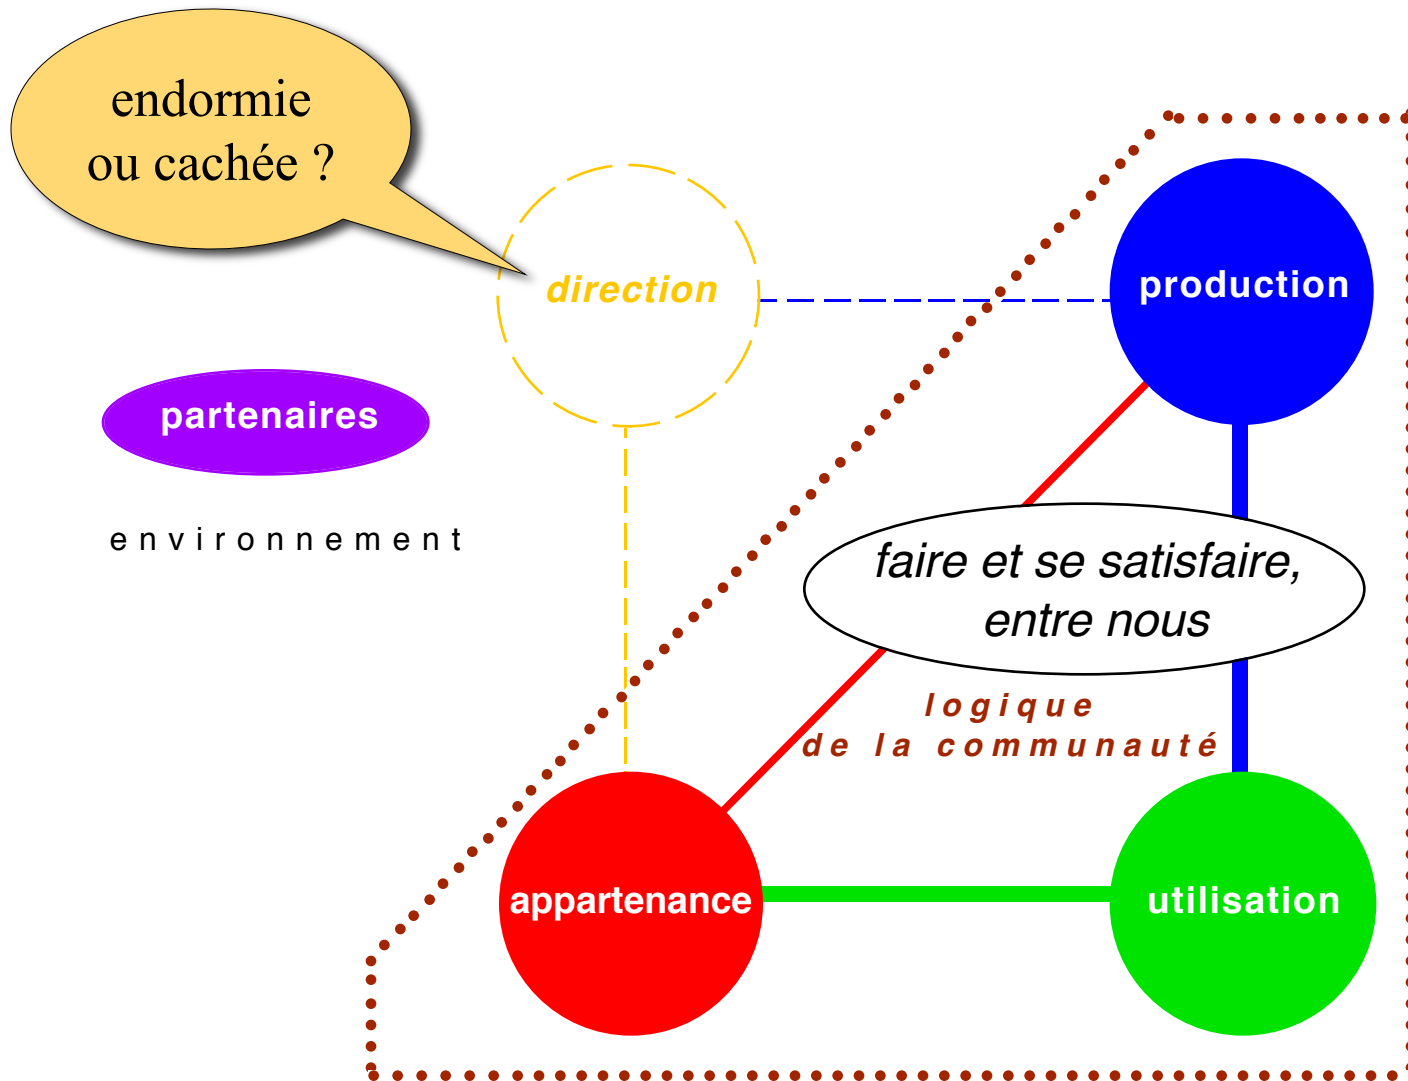 endormie
ou cachée ?
direction
production
partenaires
environnement
faire et se satisfaire,
entre nous
logique
de la communauté
appartenance
utilisation